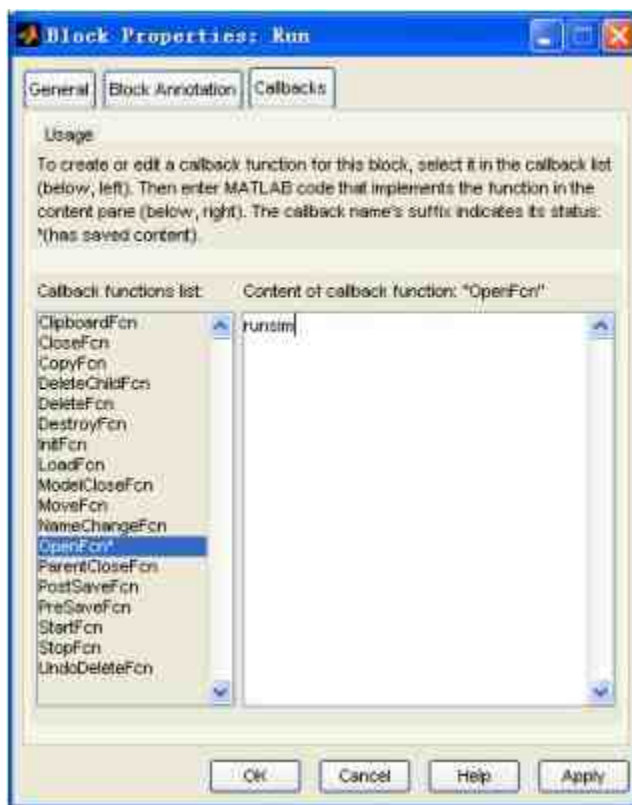 Block Properties: Run
General
Block Annotation
Callbacks
Usage
To create or edit a callback function for this block, select it in the callback list
(below, left). Then enter MATLAB code that implements the function in the
content pane (below, right). The callback name's suffix indicates its status:
*(has saved content).
Callback functions list:
Content of callback function: "OpenFcn"
ClipboardFcn
CloseFcn
CopyFcn
DeleteChildFcn
DeleteFcn
DestroyFcn
InitFcn
LoadFcn
ModelCloseFcn
MoveFcn
NameChangeFcn
OpenFcn*
ParentCloseFcn
PostSaveFcn
PreSaveFcn
StartFcn
StopFcn
UndoDeleteFcn
runsim
OK
Cancel
Help
Apply